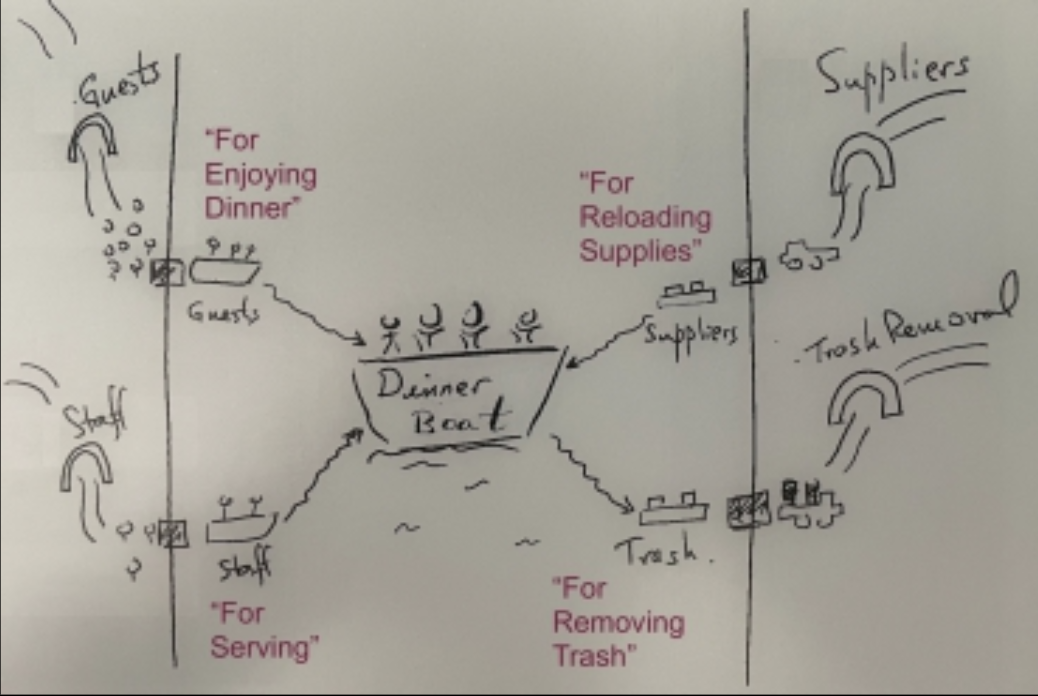 Guests
"For
Enjoying
Dinner"
Guests
Staff
Staff
"For
Serving"
Dinner
Boat
Suppliers
"For
Reloading
Supplies"
Suppliers
Trash Removal
Trash.
"For
Removing
Trash"